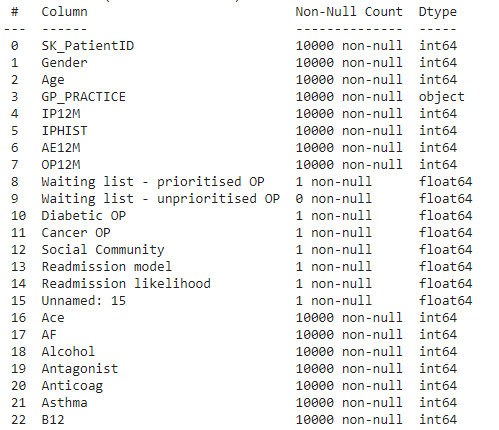 # Column Non-Null Count Dtype
--- ------ -------------- -----
0 SK_PatientID 10000 non-null int64
1 Gender 10000 non-null int64
2 Age 10000 non-null int64
3 GP_PRACTICE 10000 non-null object
4 IP12M 10000 non-null int64
5 IPHIST 10000 non-null int64
6 AE12M 10000 non-null int64
7 OP12M 10000 non-null int64
8 Waiting list - prioritised OP 1 non-null float64
9 Waiting list - unprioritised OP 0 non-null float64
10 Diabetic OP 1 non-null float64
11 Cancer OP 1 non-null float64
12 Social Community 1 non-null float64
13 Readmission model 1 non-null float64
14 Readmission likelihood 1 non-null float64
15 Unnamed: 15 1 non-null float64
16 Ace 10000 non-null int64
17 AF 10000 non-null int64
18 Alcohol 10000 non-null int64
19 Antagonist 10000 non-null int64
20 Anticoag 10000 non-null int64
21 Asthma 10000 non-null int64
22 B12 10000 non-null int64